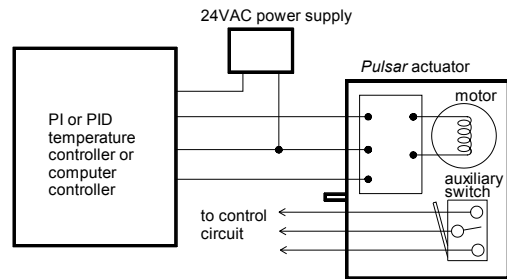 24VAC power supply
Pulsar actuator
motor
PI or PID
temperature
controller or
computer
controller
auxiliary
switch
to control
circuit